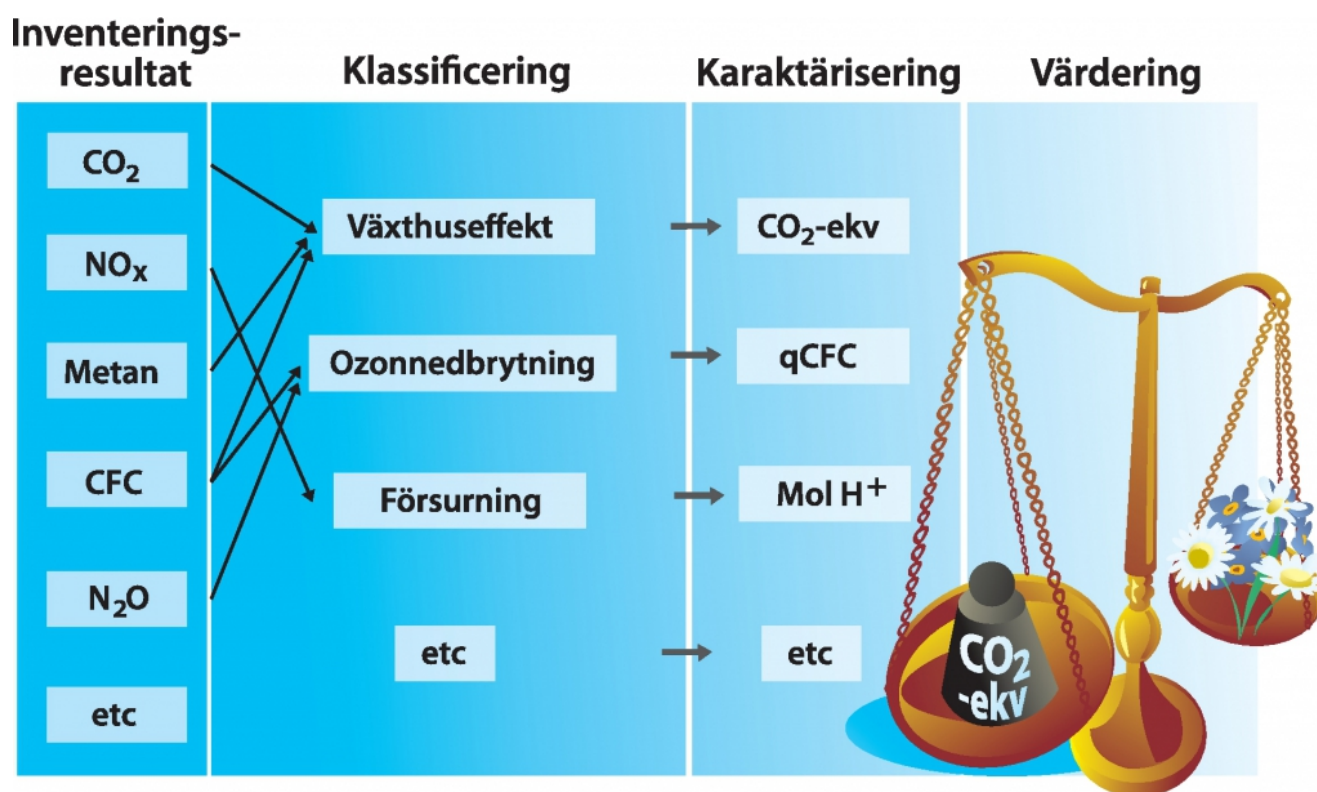 Inventerings-
resultat
Klassificering
Karaktärisering
Värdering
CO₂
NOₓ
Metan
CFC
N₂O
etc
Växthuseffekt
Ozonnedbrytning
Försurning
etc
CO₂-ekv
qCFC
Mol H⁺
etc
CO₂
-ekv